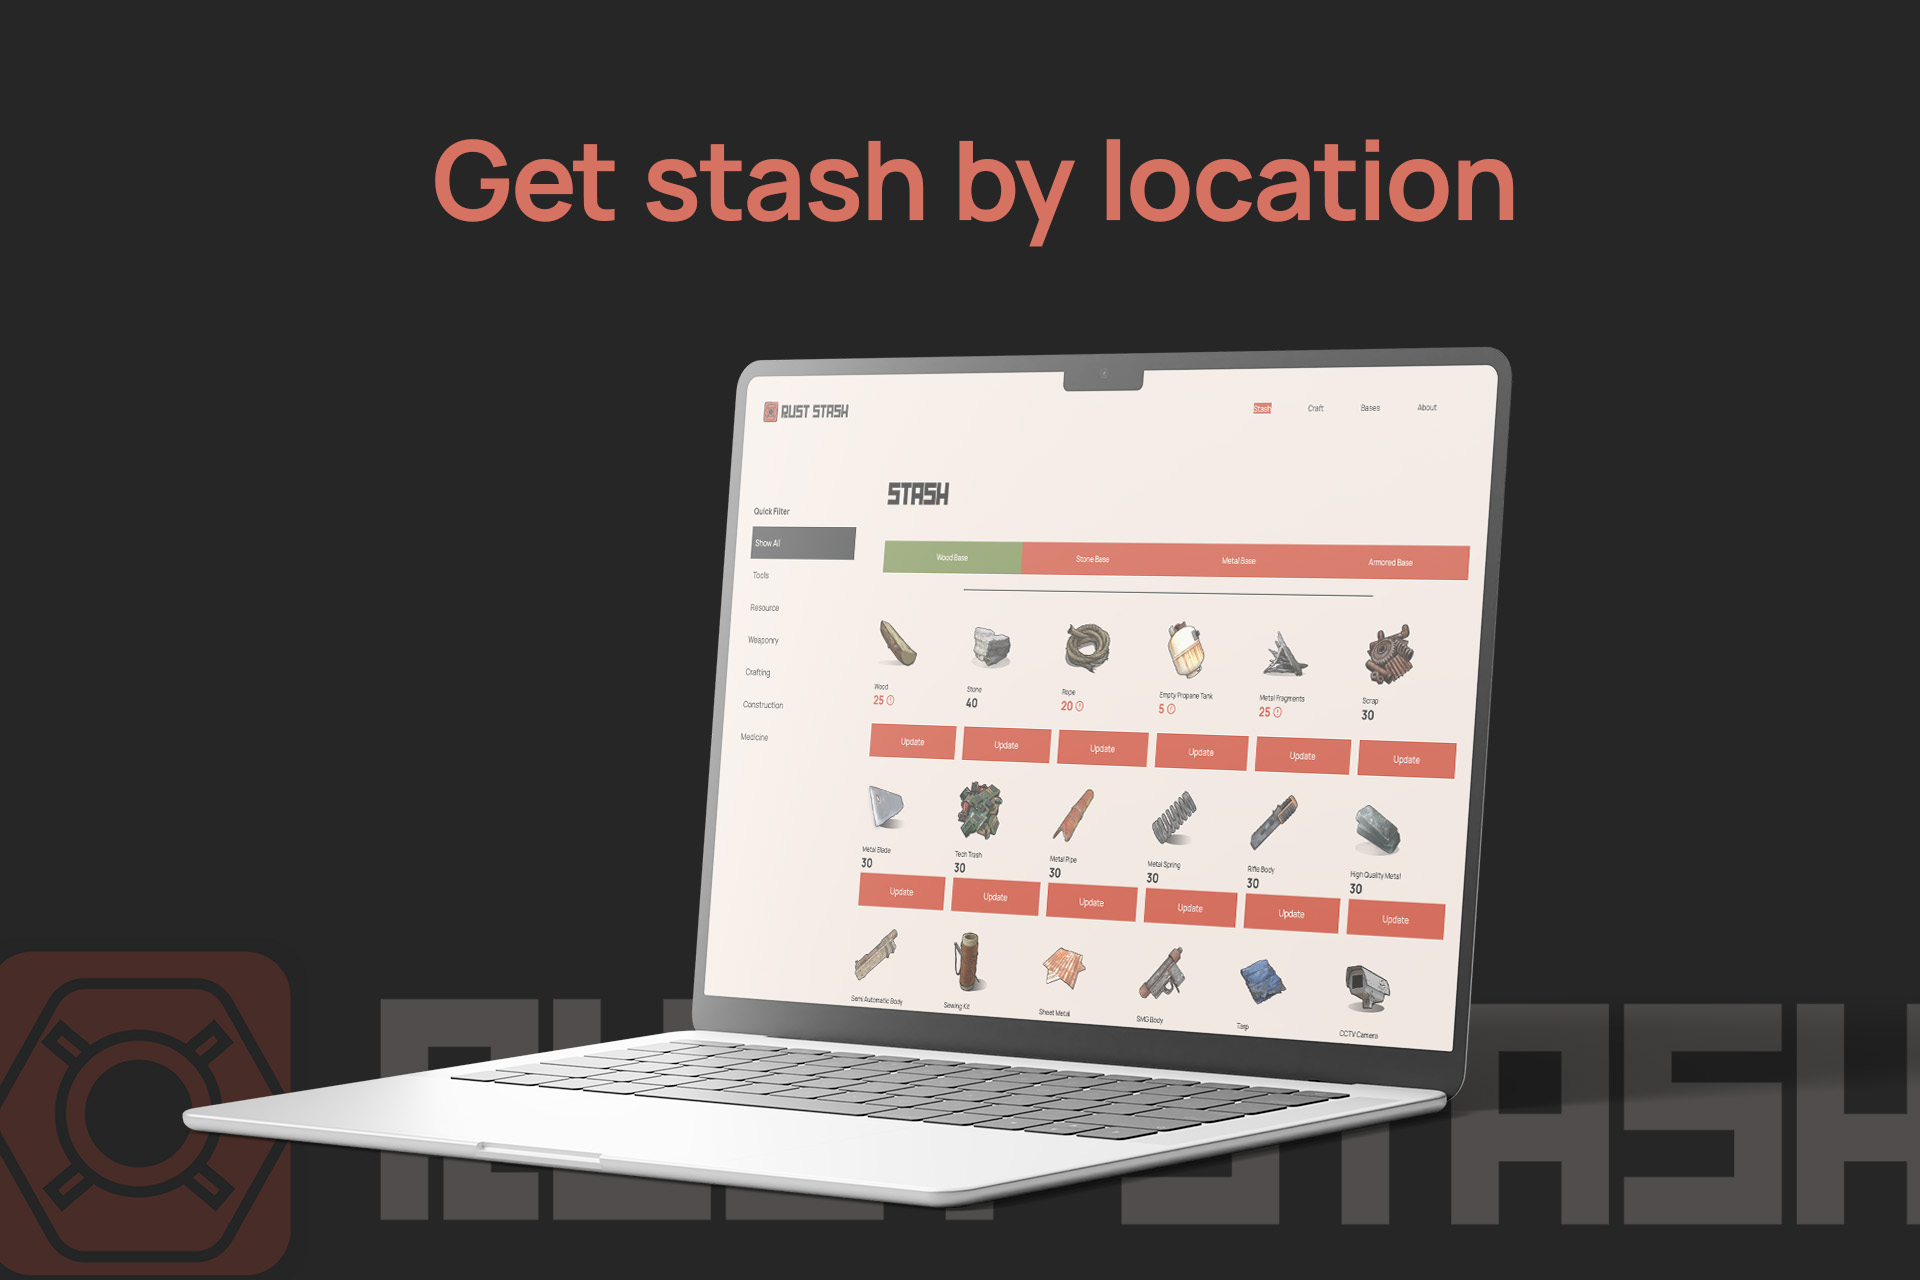 Get stash by location
RUST STASH
Stash Craft Bases About
STASH
Quick Filter
Show All
Tools
Resource
Weaponry
Crafting
Construction
Medicine
Wood Base Stone Base Metal Base Armored Base
Wood Stone Rope Empty Propane Tank Metal Fragments Scrap
25 40 20 5 25 30
Update Update Update Update Update Update
Metal Blade Tech Trash Metal Pipe Metal Spring Rifle Body High Quality Metal
30 30 30 30 30 30
Update Update Update Update Update Update
Semi Automatic Body Sewing Kit Sheet Metal SMG Body Tarp CCTV Camera
RUST STASH